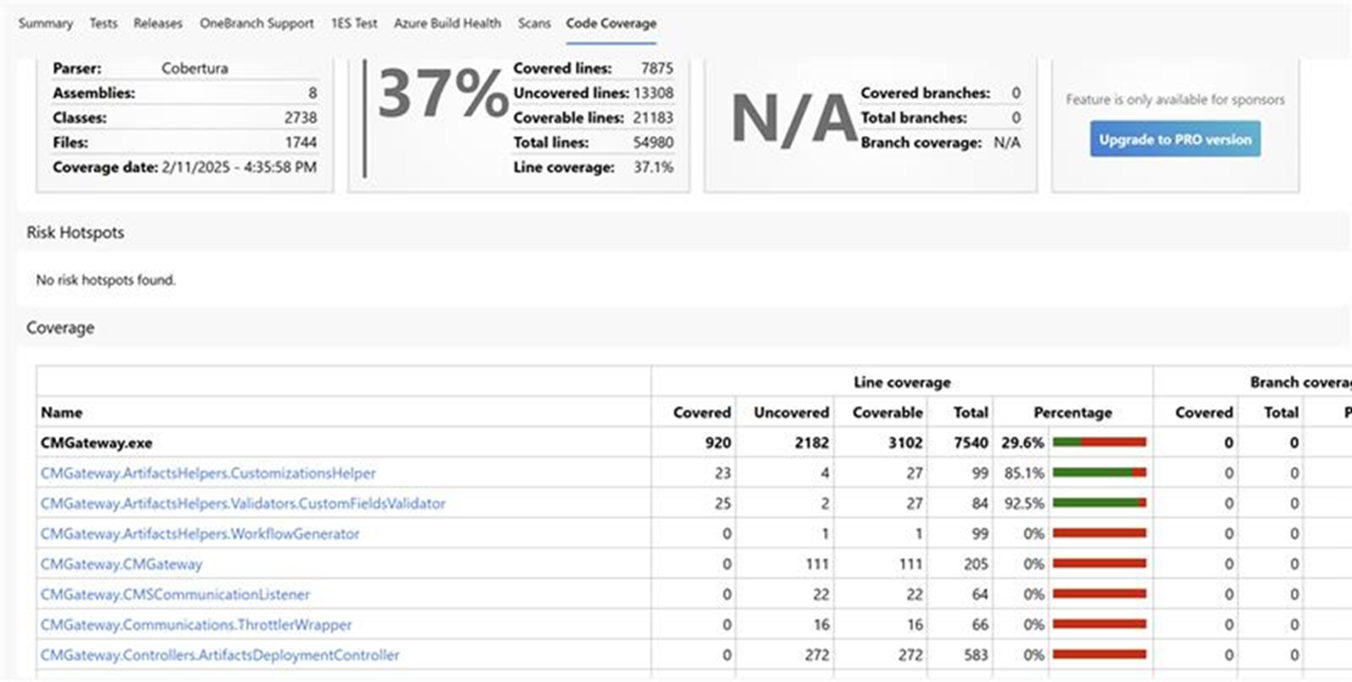 Summary Tests Releases OneBranch Support 1ES Test Azure Build Health Scans Code Coverage
Parser: Cobertura
Assemblies: 8
Classes: 2738
Files: 1744
Coverage date: 2/11/2025 - 4:35:58 PM
37%
Covered lines: 7875
Uncovered lines: 13308
Coverable lines: 21183
Total lines: 54980
Line coverage: 37.1%
N/A
Covered branches: 0
Total branches: 0
Branch coverage: N/A
Feature is only available for sponsors
Upgrade to PRO version
Risk Hotspots
No risk hotspots found.
Coverage
Line coverage Branch coverag
Name Covered Uncovered Coverable Total Percentage Covered Total P
CMGateway.exe 920 2182 3102 7540 29.6% 0 0
CMGateway.ArtifactsHelpers.CustomizationsHelper 23 4 27 99 85.1% 0 0
CMGateway.ArtifactsHelpers.Validators.CustomFieldsValidator 25 2 27 84 92.5% 0 0
CMGateway.ArtifactsHelpers.WorkflowGenerator 0 1 1 99 0% 0 0
CMGateway.CMGateway 0 111 111 205 0% 0 0
CMGateway.CMSCommunicationListener 0 22 22 64 0% 0 0
CMGateway.Communications.ThrottlerWrapper 0 16 16 66 0% 0 0
CMGateway.Controllers.ArtifactsDeploymentController 0 272 272 583 0% 0 0